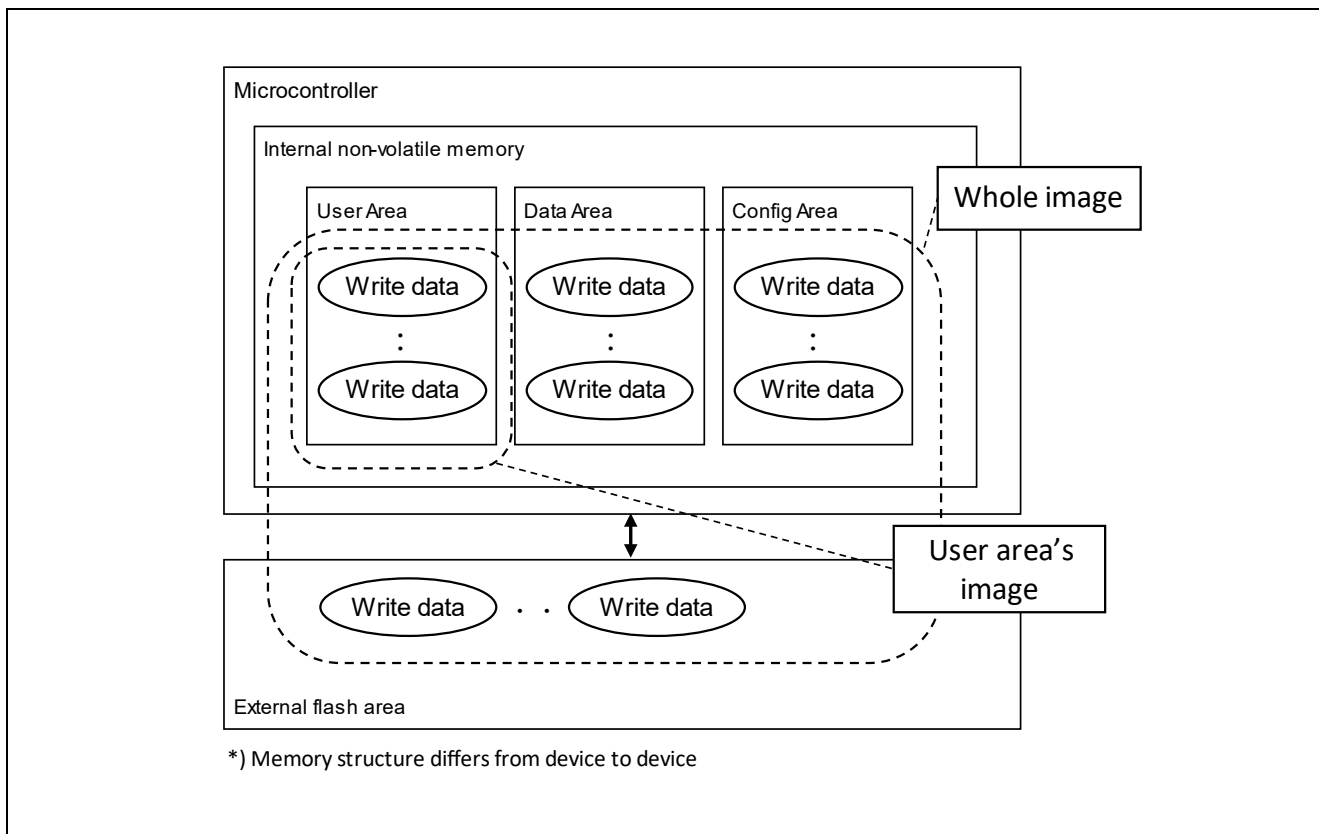 Microcontroller
Internal non-volatile memory
Whole image
User Area
Data Area
Config Area
Write data
Write data
Write data
:
:
:
Write data
Write data
Write data
User area’s
image
Write data . . Write data
External flash area
*) Memory structure differs from device to device